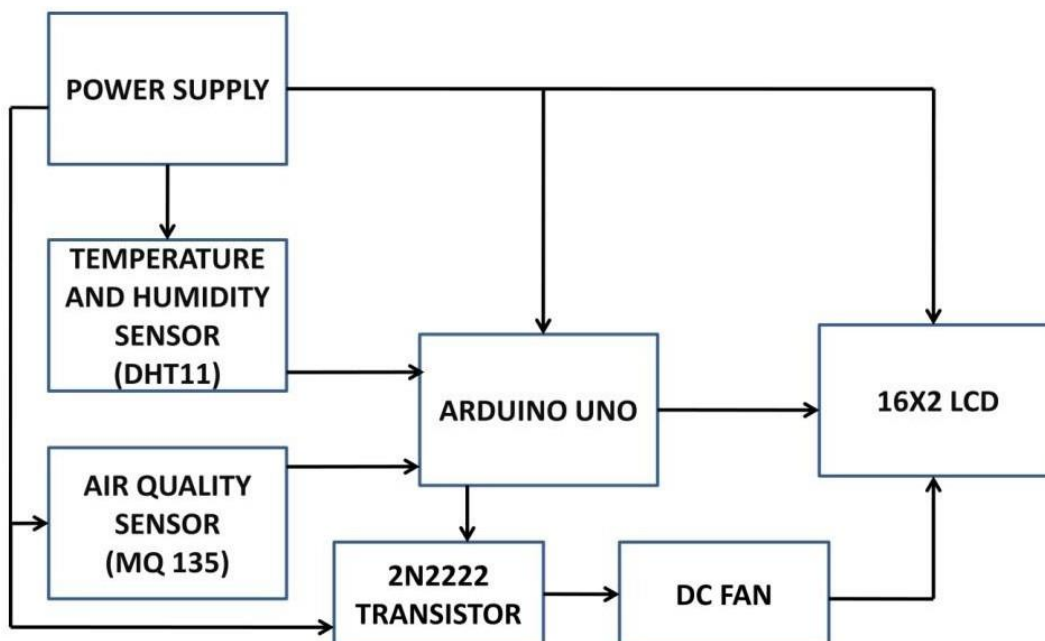 POWER SUPPLY
TEMPERATURE
AND HUMIDITY
SENSOR
(DHT11)
ARDUINO UNO
16X2 LCD
AIR QUALITY
SENSOR
(MQ 135)
2N2222
TRANSISTOR
DC FAN